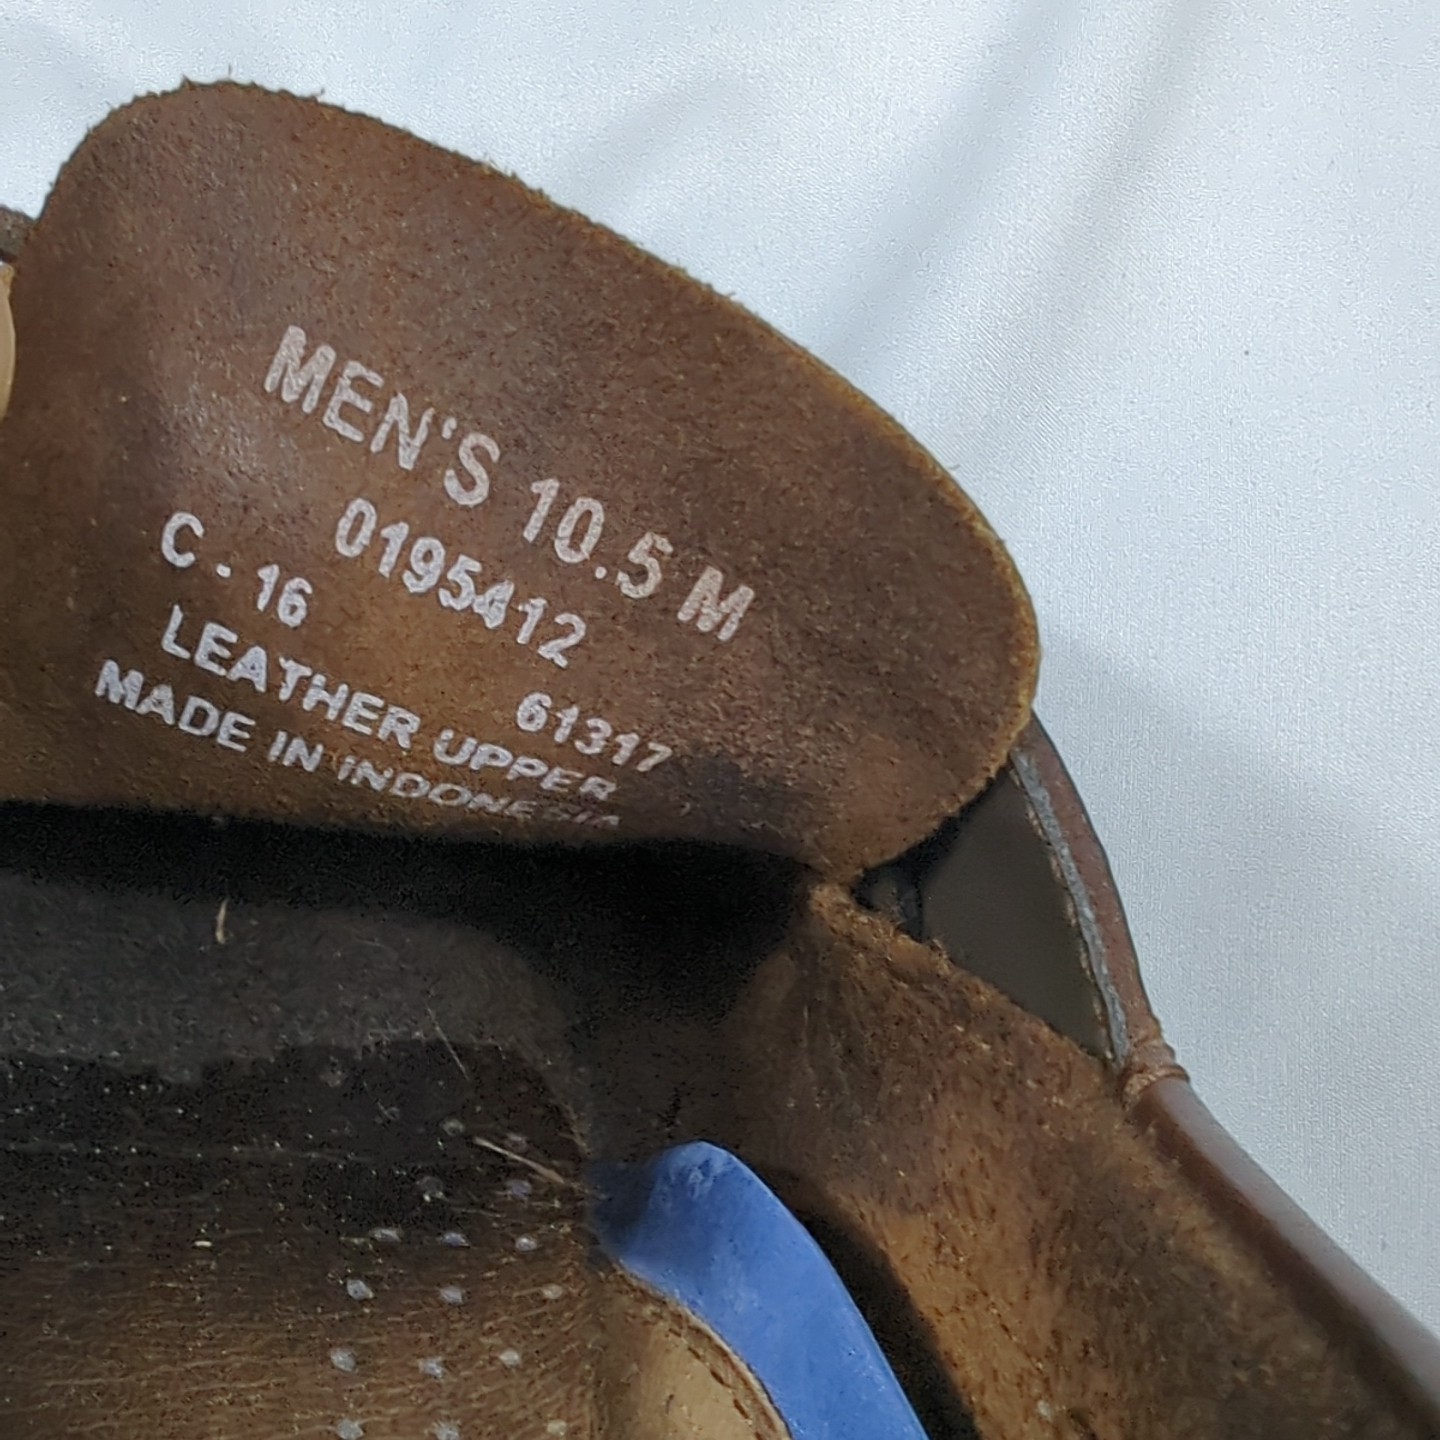 MEN'S 10.5 M
0195412
C - 16 61317
LEATHER UPPER
MADE IN INDONESIA